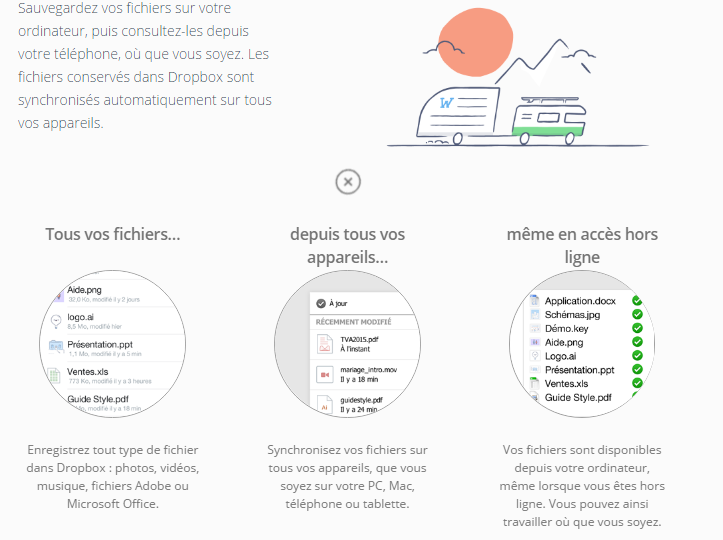 Sauvegardez vos fichiers sur votre
ordinateur, puis consultez-les depuis
votre téléphone, où que vous soyez. Les
fichiers conservés dans Dropbox sont
synchronisés automatiquement sur tous
vos appareils.
W
Tous vos fichiers...
Aide.png
32,0 Ko, modifié il y 2 jours
logo.ai
8,5 Mo, modifié hier
Présentation.ppt
1,1 Mo, modifié il y a 5 min
Ventes.xls
773 Ko, modifié il y a 3 heures
Guide Style.pdf
Mo, modifié il y a 18 min
Enregistrez tout type de fichier
dans Dropbox : photos, vidéos,
musique, fichiers Adobe ou
Microsoft Office.
depuis tous vos
appareils...
À jour
RÉCEMMENT MODIFIÉ
TVA2015.pdf
À l'instant
mariage_intro.mov
Il y a 18 min
guidestyle.pdf
Il y a 24 min
Synchronisez vos fichiers sur
tous vos appareils, que vous
soyez sur votre PC, Mac,
téléphone ou tablette.
même en accès hors
ligne
Application.docx
Schémas.jpg
Démo.key
Aide.png
Logo.ai
Présentation.ppt
Ventes.xls
Guide Style.pdf
Vos fichiers sont disponibles
depuis votre ordinateur,
même lorsque vous êtes hors
ligne. Vous pouvez ainsi
travailler où que vous soyez.